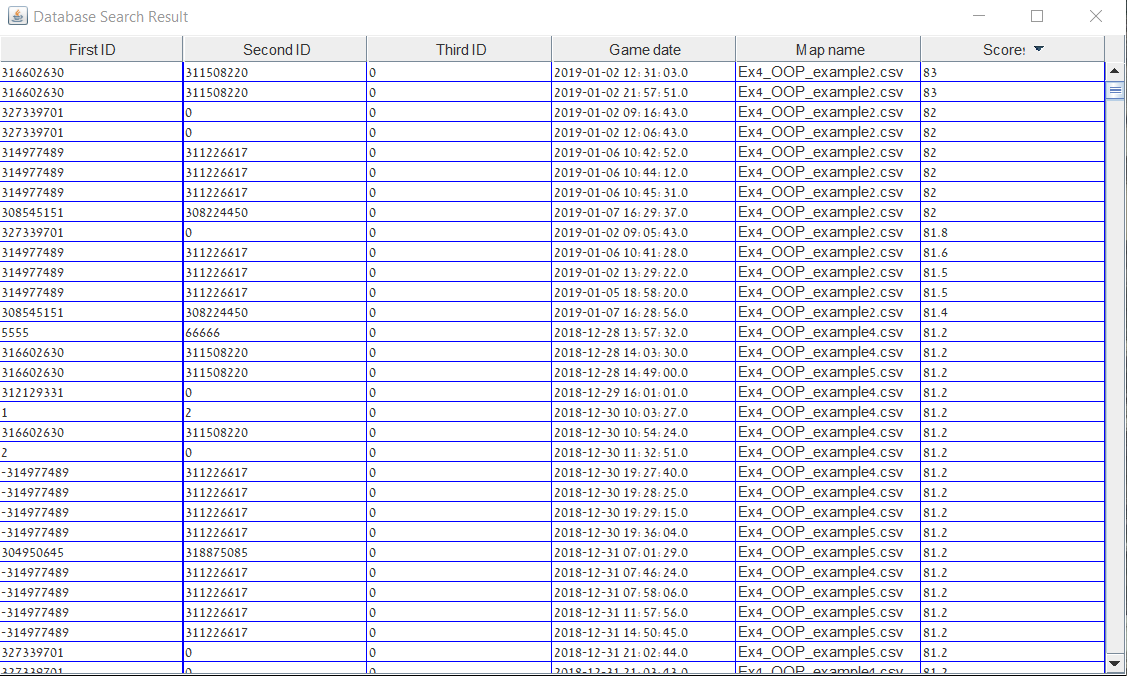 Database Search Result
First ID Second ID Third ID Game date Map name Scores
316602630 311508220 0 2019-01-02 12:31:03.0 Ex4_OOP_example2.csv 83
316602630 311508220 0 2019-01-02 21:57:51.0 Ex4_OOP_example2.csv 83
327339701 0 0 2019-01-02 09:16:43.0 Ex4_OOP_example2.csv 82
327339701 0 0 2019-01-02 12:06:43.0 Ex4_OOP_example2.csv 82
314977489 311226617 0 2019-01-06 10:42:52.0 Ex4_OOP_example2.csv 82
314977489 311226617 0 2019-01-06 10:44:12.0 Ex4_OOP_example2.csv 82
314977489 311226617 0 2019-01-06 10:45:31.0 Ex4_OOP_example2.csv 82
308545151 308224450 0 2019-01-07 16:29:37.0 Ex4_OOP_example2.csv 82
327339701 0 0 2019-01-02 09:05:43.0 Ex4_OOP_example2.csv 81.8
314977489 311226617 0 2019-01-06 10:41:28.0 Ex4_OOP_example2.csv 81.6
314977489 311226617 0 2019-01-02 13:29:22.0 Ex4_OOP_example2.csv 81.5
314977489 311226617 0 2019-01-05 18:58:20.0 Ex4_OOP_example2.csv 81.5
308545151 308224450 0 2019-01-07 16:28:56.0 Ex4_OOP_example2.csv 81.4
5555 66666 0 2018-12-28 13:57:32.0 Ex4_OOP_example4.csv 81.2
316602630 311508220 0 2018-12-28 14:03:30.0 Ex4_OOP_example4.csv 81.2
316602630 311508220 0 2018-12-28 14:49:00.0 Ex4_OOP_example5.csv 81.2
312129331 0 0 2018-12-29 16:01:01.0 Ex4_OOP_example4.csv 81.2
1 2 0 2018-12-30 10:03:27.0 Ex4_OOP_example4.csv 81.2
316602630 311508220 0 2018-12-30 10:54:24.0 Ex4_OOP_example4.csv 81.2
2 0 0 2018-12-30 11:32:51.0 Ex4_OOP_example4.csv 81.2
-314977489 311226617 0 2018-12-30 19:27:40.0 Ex4_OOP_example4.csv 81.2
-314977489 311226617 0 2018-12-30 19:28:25.0 Ex4_OOP_example4.csv 81.2
-314977489 311226617 0 2018-12-30 19:29:15.0 Ex4_OOP_example4.csv 81.2
-314977489 311226617 0 2018-12-30 19:36:04.0 Ex4_OOP_example5.csv 81.2
304950645 318875085 0 2018-12-31 07:01:29.0 Ex4_OOP_example5.csv 81.2
-314977489 311226617 0 2018-12-31 07:46:24.0 Ex4_OOP_example4.csv 81.2
-314977489 311226617 0 2018-12-31 07:58:06.0 Ex4_OOP_example5.csv 81.2
-314977489 311226617 0 2018-12-31 11:57:56.0 Ex4_OOP_example5.csv 81.2
-314977489 311226617 0 2018-12-31 14:50:45.0 Ex4_OOP_example5.csv 81.2
327339701 0 0 2018-12-31 21:02:44.0 Ex4_OOP_example5.csv 81.2
327339701 0 0 2018-12-31 21:03:43.0 Ex4_OOP_example4.csv 81.2